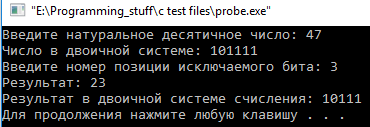 "E:\Programming_stuff\c test files\probe.exe"
Введите натуральное десятичное число: 47
Число в двоичной системе: 101111
Введите номер позиции исключаемого бита: 3
Результат: 23
Результат в двоичной системе счисления: 10111
Для продолжения нажмите любую клавишу . . .